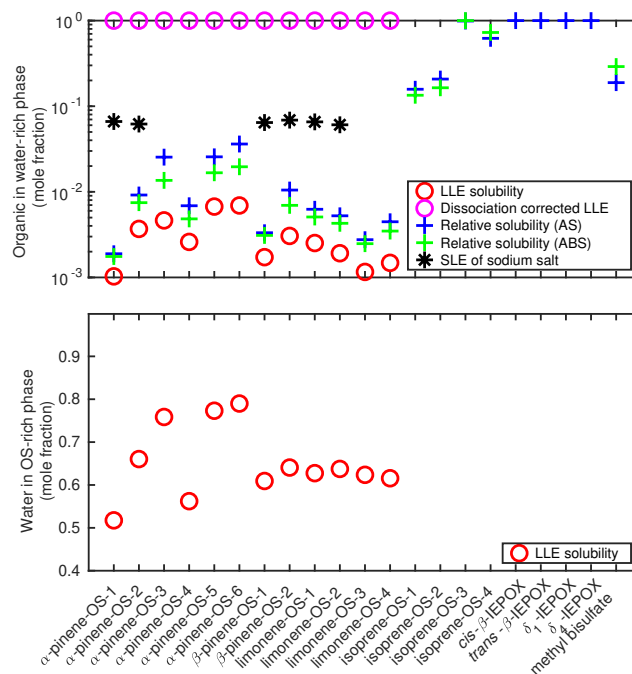 Organic in water-rich phase
(mole fraction)
10^0
10^-1
10^-2
10^-3
LLE solubility
Dissociation corrected LLE
Relative solubility (AS)
Relative solubility (ABS)
SLE of sodium salt
Water in OS-rich phase
(mole fraction)
0.9
0.8
0.7
0.6
0.5
0.4
LLE solubility
α-pinene-OS-1
α-pinene-OS-2
α-pinene-OS-3
α-pinene-OS-4
α-pinene-OS-5
α-pinene-OS-6
β-pinene-OS-1
β-pinene-OS-2
limonene-OS-1
limonene-OS-2
limonene-OS-3
limonene-OS-4
isoprene-OS-1
isoprene-OS-2
isoprene-OS-3
isoprene-OS-4
cis-β-IEPOX
trans-β-IEPOX
δ₁-IEPOX
δ₄-IEPOX
methyl bisulfate